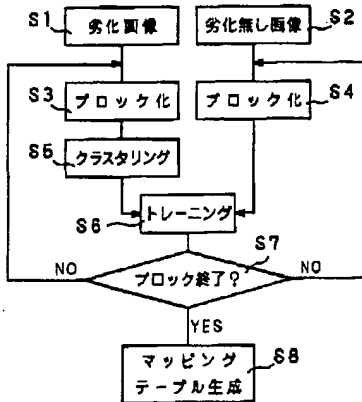 S1 劣化画像
劣化無し画像 S2
S3 ブロック化
ブロック化 S4
S5 クラスタリング
トレーニング
S6
S7
NO ブロック終了? NO
YES
マッピング
テーブル生成 S8